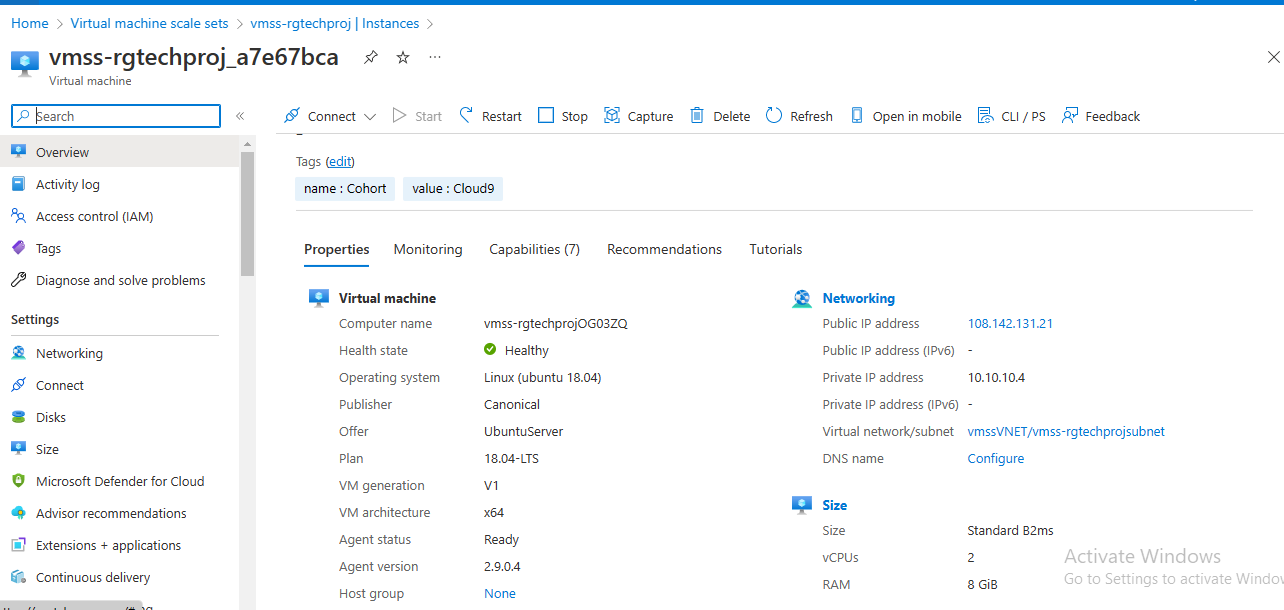 Home > Virtual machine scale sets > vmss-rgtechproj | Instances >
vmss-rgtechproj_a7e67bca
Virtual machine
Search
Overview
Activity log
Access control (IAM)
Tags
Diagnose and solve problems
Settings
Networking
Connect
Disks
Size
Microsoft Defender for Cloud
Advisor recommendations
Extensions + applications
Continuous delivery
Connect Start Restart Stop Capture Delete Refresh Open in mobile CLI / PS Feedback
Tags (edit)
name : Cohort value : Cloud9
Properties Monitoring Capabilities (7) Recommendations Tutorials
Virtual machine
Computer name vmss-rgtechprojOG03ZQ
Health state Healthy
Operating system Linux (ubuntu 18.04)
Publisher Canonical
Offer UbuntuServer
Plan 18.04-LTS
VM generation V1
VM architecture x64
Agent status Ready
Agent version 2.9.0.4
Host group None
Networking
Public IP address 108.142.131.21
Public IP address (IPv6) -
Private IP address 10.10.10.4
Private IP address (IPv6) -
Virtual network/subnet vmssVNET/vmss-rgtechprojsubnet
DNS name Configure
Size
Size Standard B2ms
vCPUs 2
RAM 8 GiB
Activate Windows
Go to Settings to activate Window